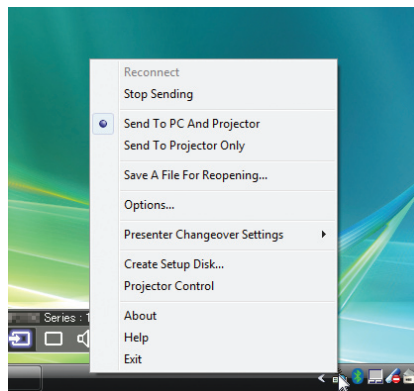 Reconnect
Stop Sending
Send To PC And Projector
Send To Projector Only
Save A File For Reopening...
Options...
Presenter Changeover Settings
Create Setup Disk...
Projector Control
About
Help
Exit
Series :